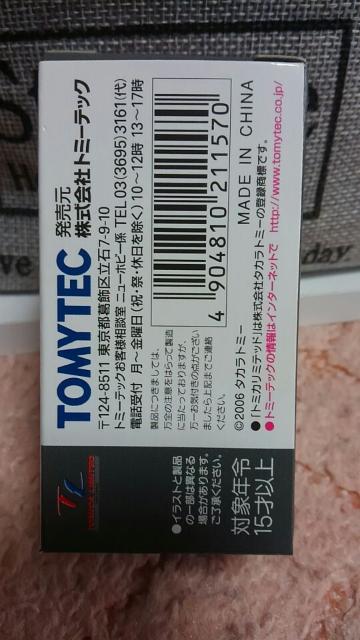 TOMYTEC
発売元
株式会社トミーテック
〒124-8511 東京都葛飾区立石7-9-10
トミーテックお客様相談室 ニューホビー係 TEL 03(3695)3161(代)
電話受付 月〜金曜日(祝・祭・休日を除く)10〜12時 13〜17時
製品につきましては、
万全の注意をはらって製造
に当たっておりますが、
万一お気付きの点がござい
ましたら上記までご連絡
ください。
4 904810 211570
MADE IN CHINA
©2006 タカラトミー
●「トミカリミテッド」は株式会社タカラトミーの登録商標です。
●トミーテックの情報はインターネットで http://www.tomytec.co.jp/
TL
TOMICA LIMITED
●イラストと製品
の一部は異なる
場合があります。
ご了承ください。
対象年令
15才以上
day.